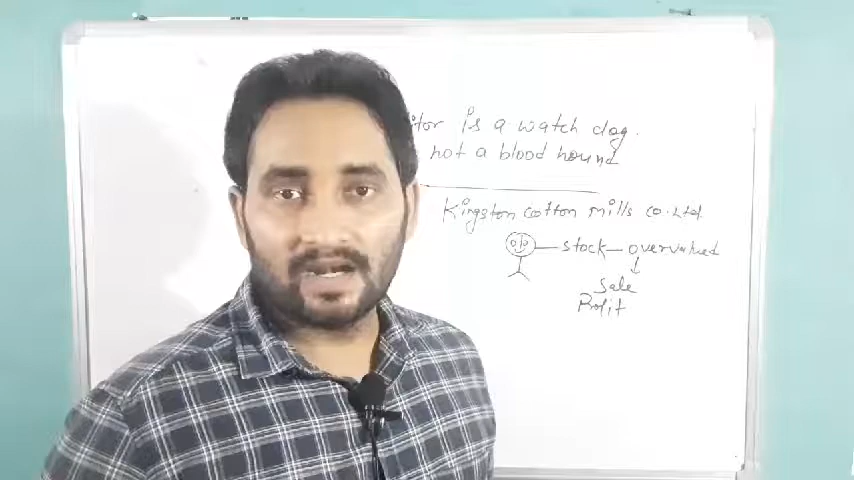 itor is a watch dog.
not a blood hound
Kingston cotton mills co. Ltd.
stock — overvalued
Sale
Profit